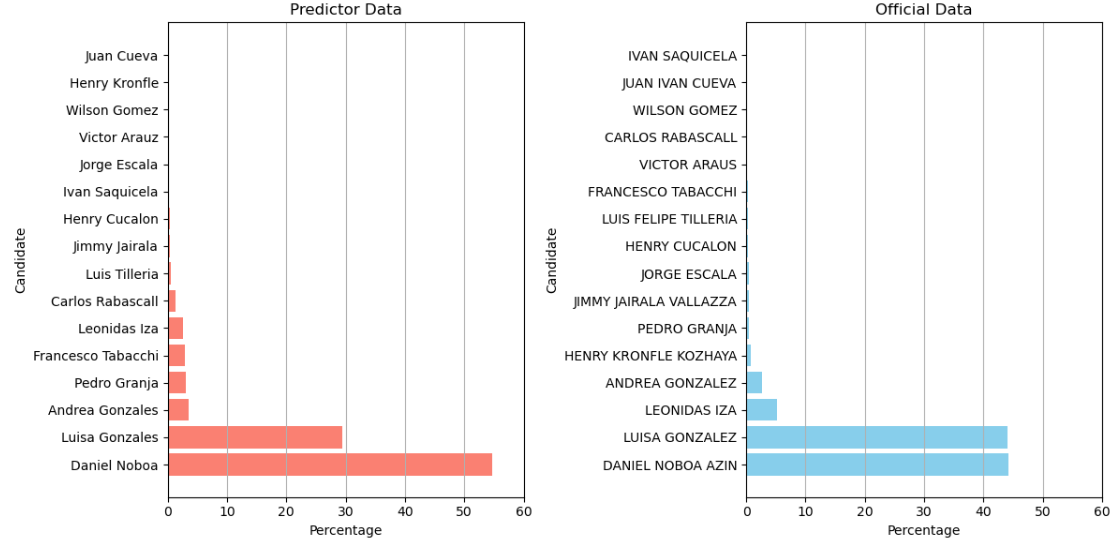 Predictor Data
Candidate
Juan Cueva
Henry Kronfle
Wilson Gomez
Victor Arauz
Jorge Escala
Ivan Saquicela
Henry Cucalon
Jimmy Jairala
Luis Tilleria
Carlos Rabascall
Leonidas Iza
Francesco Tabacchi
Pedro Granja
Andrea Gonzales
Luisa Gonzales
Daniel Noboa
0 10 20 30 40 50 60
Percentage
Official Data
Candidate
IVAN SAQUICELA
JUAN IVAN CUEVA
WILSON GOMEZ
CARLOS RABASCALL
VICTOR ARAUS
FRANCESCO TABACCHI
LUIS FELIPE TILLERIA
HENRY CUCALON
JORGE ESCALA
JIMMY JAIRALA VALLAZZA
PEDRO GRANJA
HENRY KRONFLE KOZHAYA
ANDREA GONZALEZ
LEONIDAS IZA
LUISA GONZALEZ
DANIEL NOBOA AZIN
0 10 20 30 40 50 60
Percentage